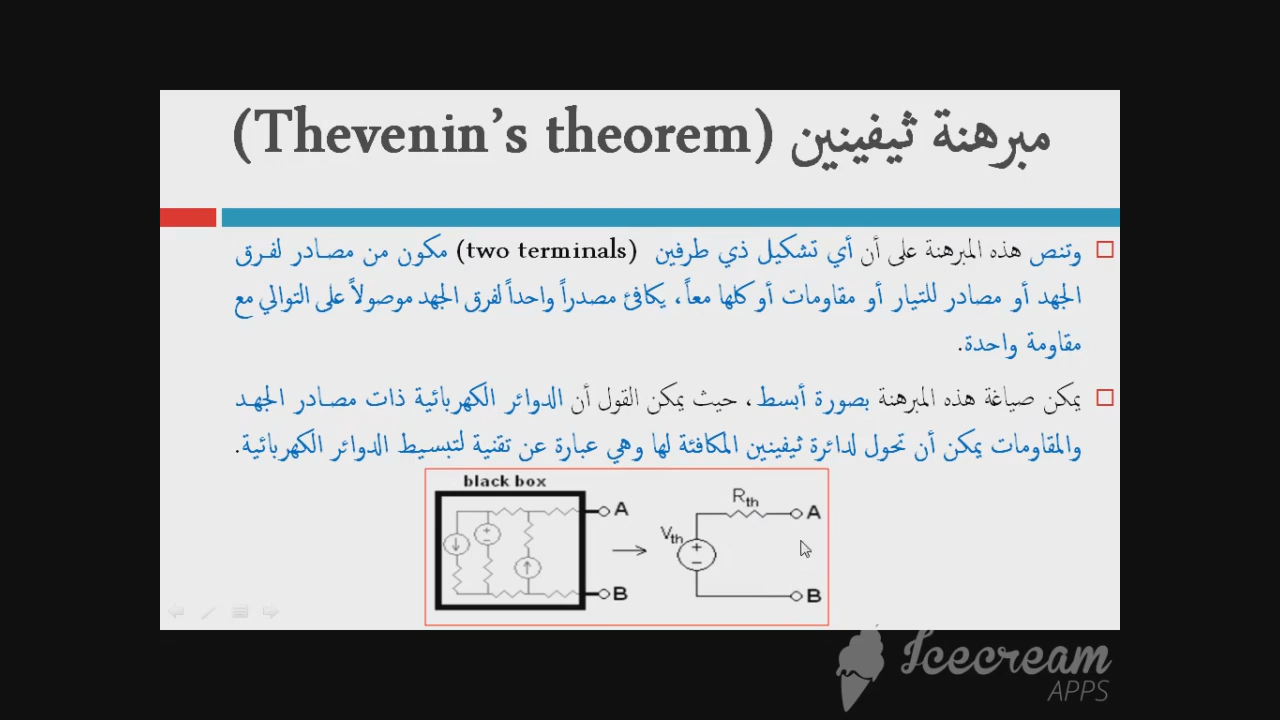 مبرهنة ثيفينين (Thevenin's theorem)
وتنص هذه المبرهنة على أن أي تشكيل ذي طرفين (two terminals) مكون من مصادر لفرق
الجهد أو مصادر للتيار أو مقاومات أو كلها معاً، يكافئ مصدراً واحداً لفرق الجهد موصولاً على التوالي مع
مقاومة واحدة.
يمكن صياغة هذه المبرهنة بصورة أبسط، حيث يمكن القول أن الدوائر الكهربائية ذات مصادر الجهد
والمقاومات يمكن أن تحول لدائرة ثيفينين المكافئة لها وهي عبارة عن تقنية لتبسيط الدوائر الكهربائية.
black box
A
B
Rth
Vth
A
B
Icecream
APPS